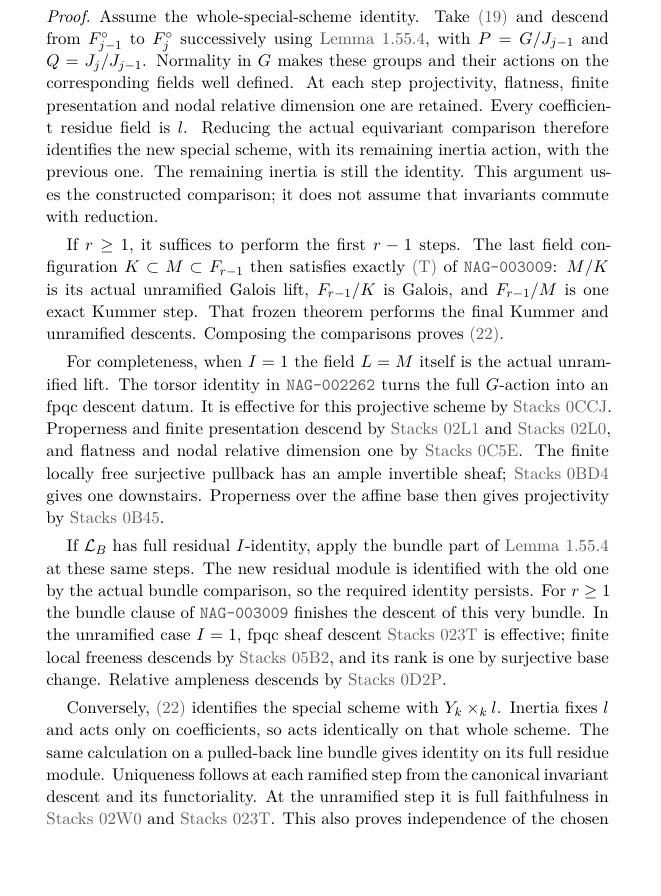 Proof. Assume the whole-special-scheme identity. Take (19) and descend
from F°_{j−1} to F°_j successively using Lemma 1.55.4, with P = G/J_{j−1} and
Q = J_j/J_{j−1}. Normality in G makes these groups and their actions on the
corresponding fields well defined. At each step projectivity, flatness, finite
presentation and nodal relative dimension one are retained. Every coefficien-
t residue field is l. Reducing the actual equivariant comparison therefore
identifies the new special scheme, with its remaining inertia action, with the
previous one. The remaining inertia is still the identity. This argument us-
es the constructed comparison; it does not assume that invariants commute
with reduction.
If r ≥ 1, it suffices to perform the first r − 1 steps. The last field con-
figuration K ⊂ M ⊂ F_{r−1} then satisfies exactly (T) of NAG-003009: M/K
is its actual unramified Galois lift, F_{r−1}/K is Galois, and F_{r−1}/M is one
exact Kummer step. That frozen theorem performs the final Kummer and
unramified descents. Composing the comparisons proves (22).
For completeness, when I = 1 the field L = M itself is the actual unram-
ified lift. The torsor identity in NAG-002262 turns the full G-action into an
fpqc descent datum. It is effective for this projective scheme by Stacks 0CCJ.
Properness and finite presentation descend by Stacks 02L1 and Stacks 02L0,
and flatness and nodal relative dimension one by Stacks 0C5E. The finite
locally free surjective pullback has an ample invertible sheaf; Stacks 0BD4
gives one downstairs. Properness over the affine base then gives projectivity
by Stacks 0B45.
If ℒ_B has full residual I-identity, apply the bundle part of Lemma 1.55.4
at these same steps. The new residual module is identified with the old one
by the actual bundle comparison, so the required identity persists. For r ≥ 1
the bundle clause of NAG-003009 finishes the descent of this very bundle. In
the unramified case I = 1, fpqc sheaf descent Stacks 023T is effective; finite
local freeness descends by Stacks 05B2, and its rank is one by surjective base
change. Relative ampleness descends by Stacks 0D2P.
Conversely, (22) identifies the special scheme with Y_k ×_k l. Inertia fixes l
and acts only on coefficients, so acts identically on that whole scheme. The
same calculation on a pulled-back line bundle gives identity on its full residue
module. Uniqueness follows at each ramified step from the canonical invariant
descent and its functoriality. At the unramified step it is full faithfulness in
Stacks 02W0 and Stacks 023T. This also proves independence of the chosen